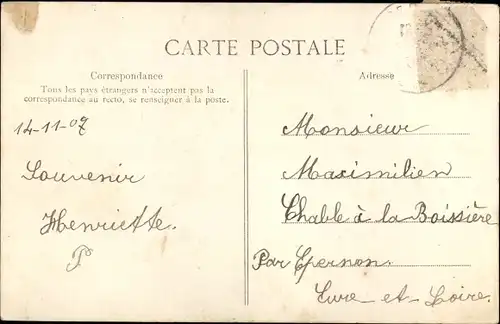 CARTE POSTALE
Correspondance
Tous les pays étrangers n'acceptent pas la
correspondance au recto, se renseigner à la poste.
14-11-07
Souvenir
Henriette.
P
Adresse
Monsieur
Maximilien
Chable à la Boissière
Par Epernon.
Eure-et-Loire.